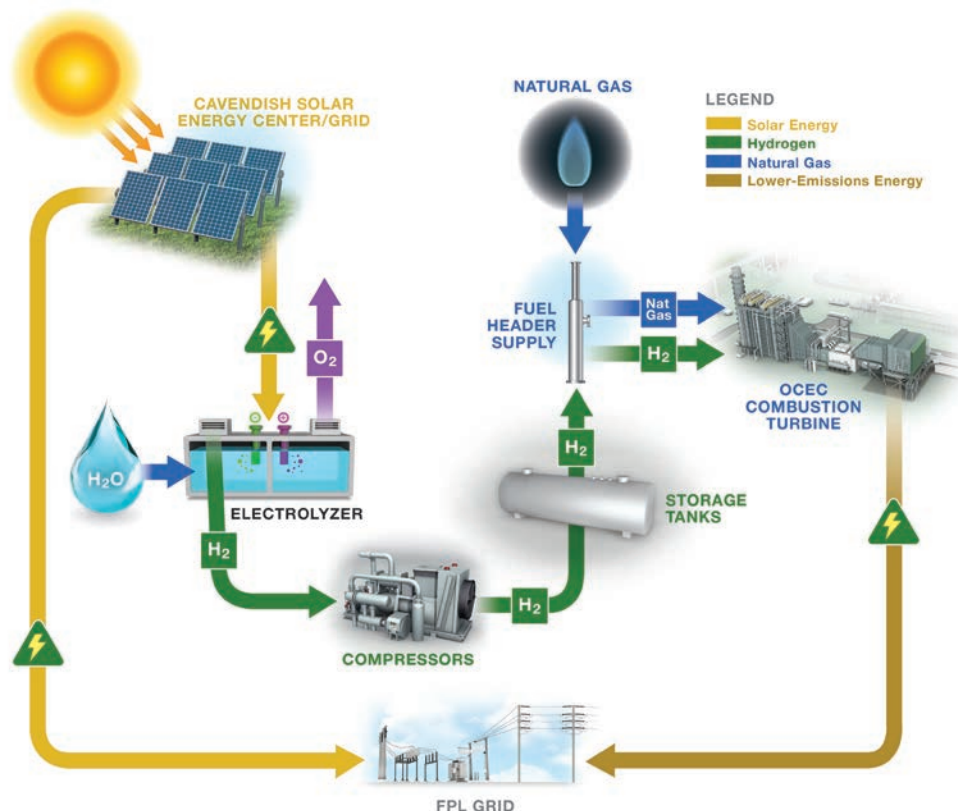 CAVENDISH SOLAR
ENERGY CENTER/GRID
NATURAL GAS
LEGEND
Solar Energy
Hydrogen
Natural Gas
Lower-Emissions Energy
FUEL
HEADER
SUPPLY
Nat
Gas
H₂
OCEC
COMBUSTION
TURBINE
O₂
H₂O
ELECTROLYZER
H₂
STORAGE
TANKS
H₂
COMPRESSORS
H₂
FPL GRID